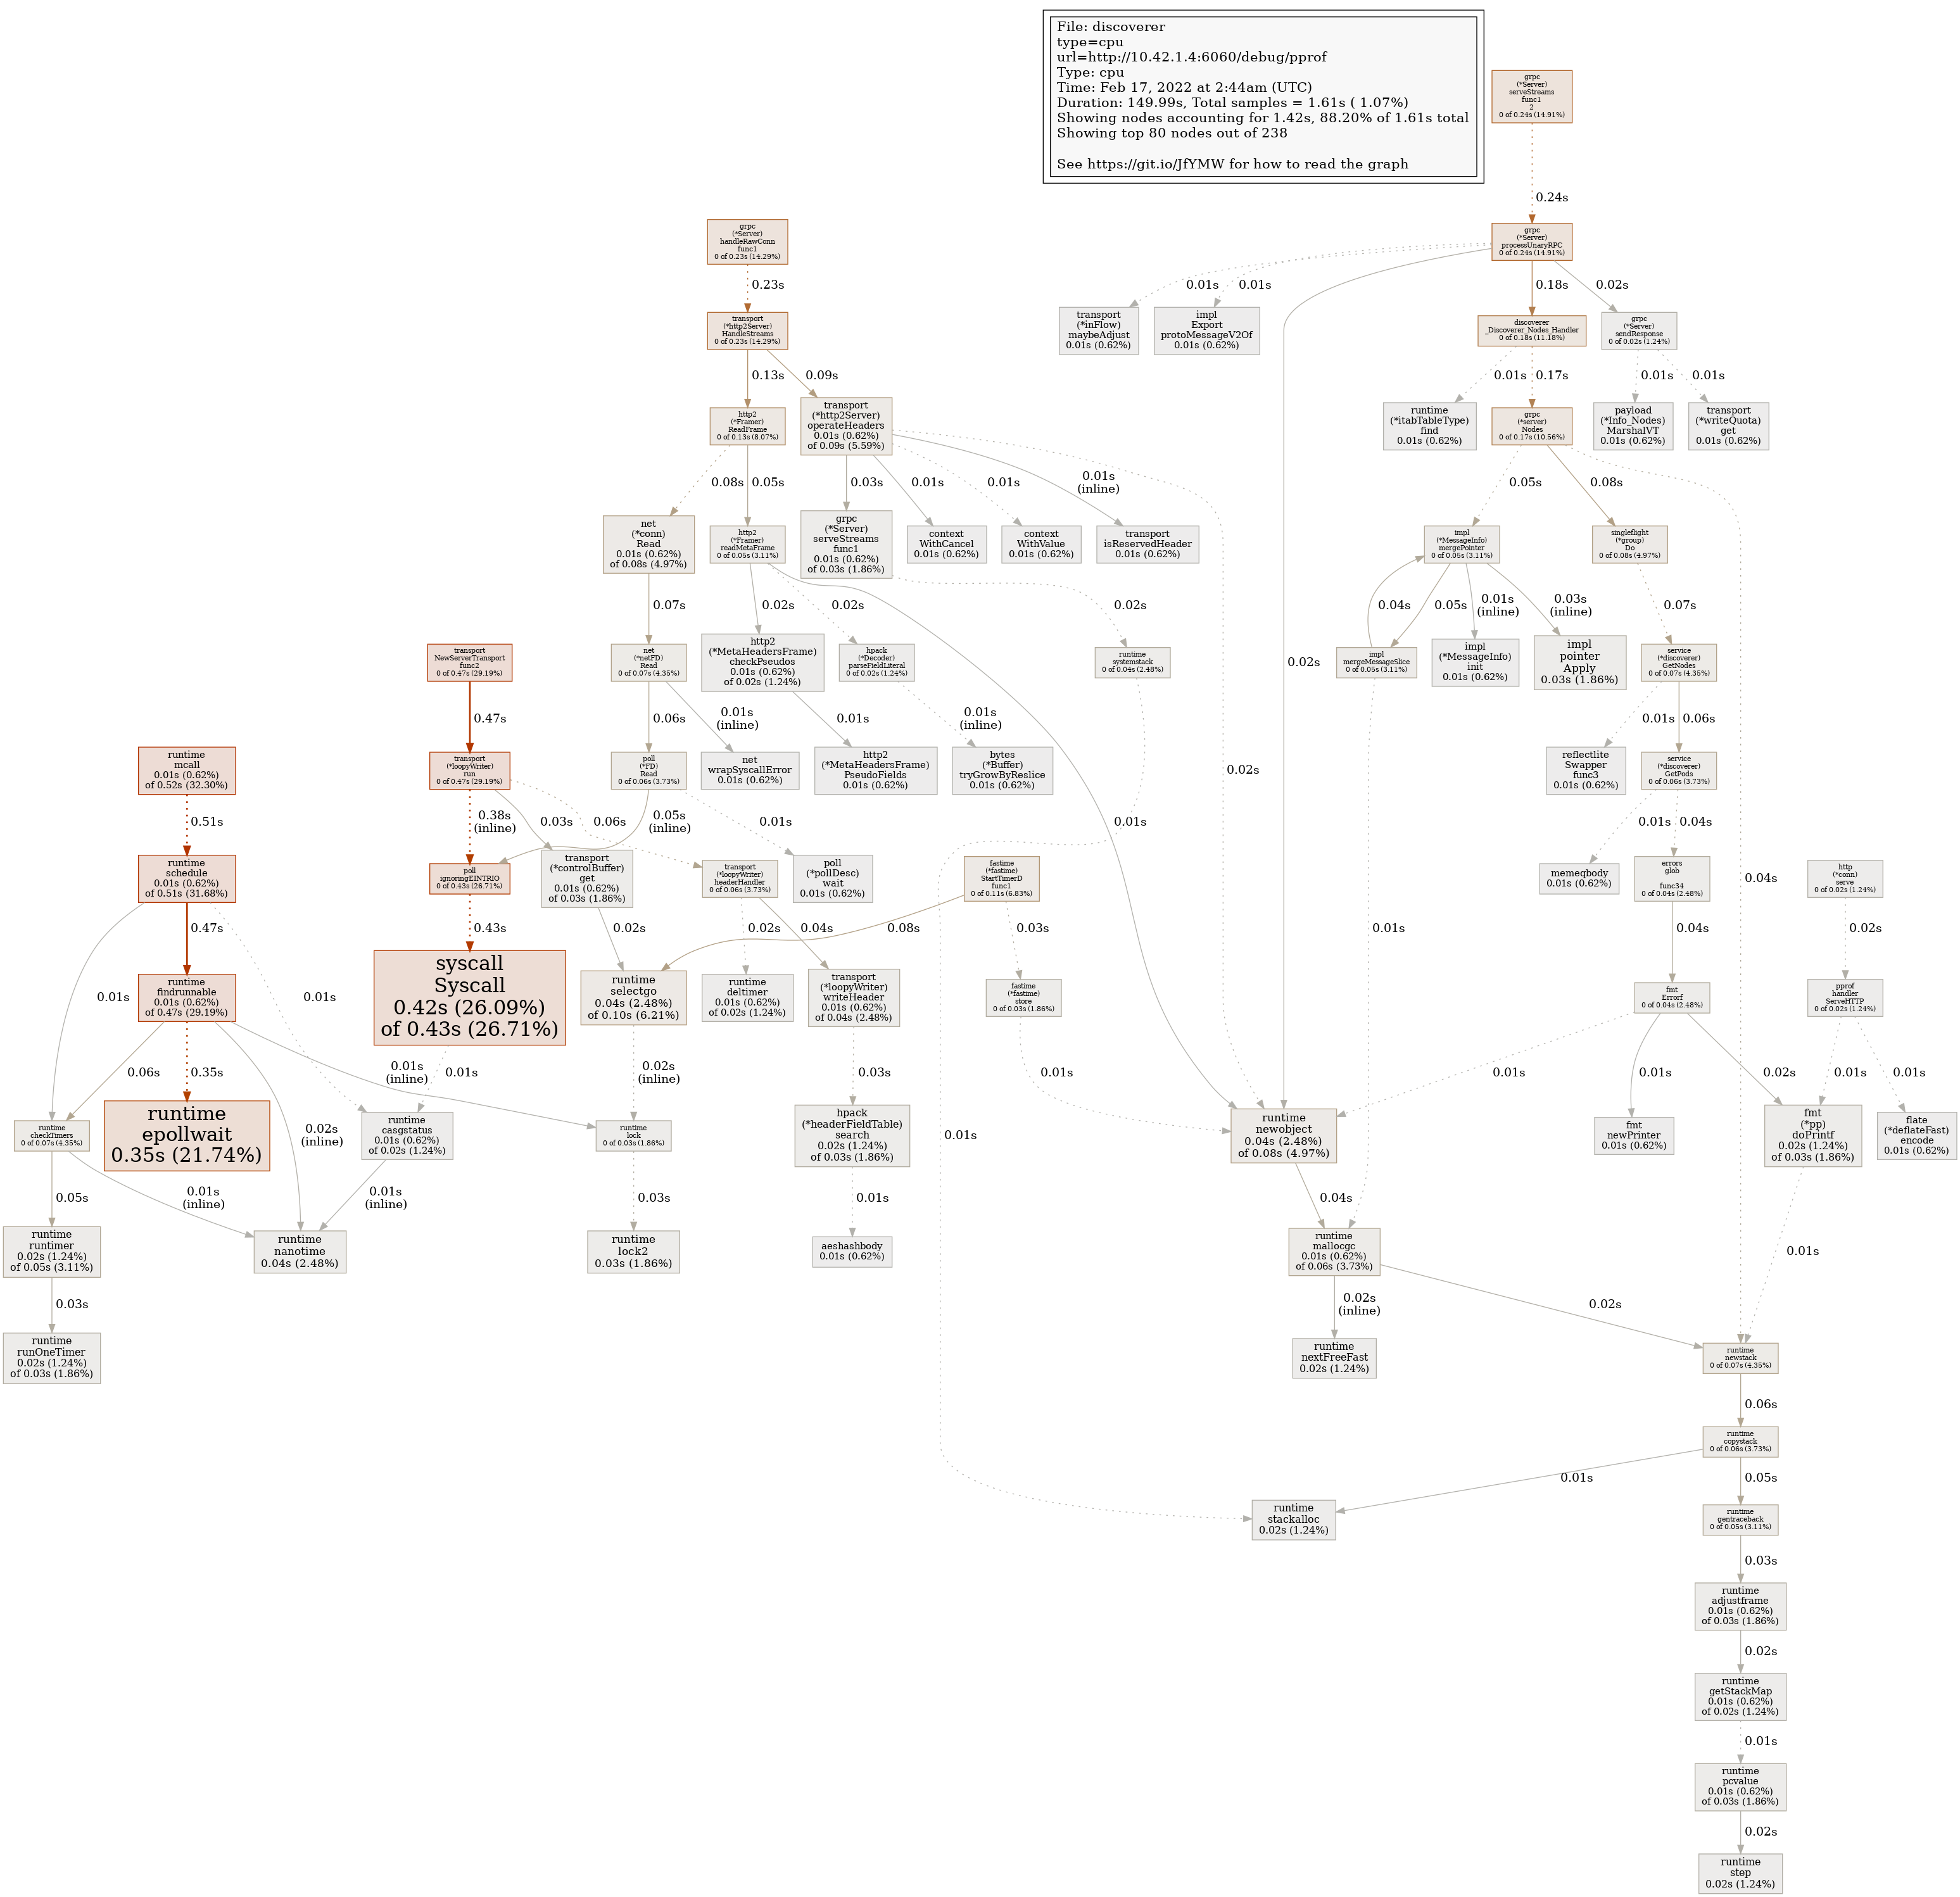 File: discoverer
type=cpu
url=http://10.42.1.4:6060/debug/pprof
Type: cpu
Time: Feb 17, 2022 at 2:44am (UTC)
Duration: 149.99s, Total samples = 1.61s ( 1.07%)
Showing nodes accounting for 1.42s, 88.20% of 1.61s total
Showing top 80 nodes out of 238
See https://git.io/JfYMW for how to read the graph
grpc
(*Server)
serveStreams
func1
2
0 of 0.24s (14.91%)
0.24s
grpc
(*Server)
handleRawConn
func1
0 of 0.23s (14.29%)
grpc
(*Server)
processUnaryRPC
0 of 0.24s (14.91%)
0.23s
0.01s
0.01s
0.18s
0.02s
transport
(*http2Server)
HandleStreams
0 of 0.23s (14.29%)
transport
(*inFlow)
maybeAdjust
0.01s (0.62%)
impl
Export
protoMessageV2Of
0.01s (0.62%)
discoverer
_Discoverer_Nodes_Handler
0 of 0.18s (11.18%)
grpc
(*Server)
sendResponse
0 of 0.02s (1.24%)
0.13s
0.09s
0.01s
0.17s
0.01s
0.01s
http2
(*Framer)
ReadFrame
0 of 0.13s (8.07%)
transport
(*http2Server)
operateHeaders
0.01s (0.62%)
of 0.09s (5.59%)
runtime
(*itabTableType)
find
0.01s (0.62%)
grpc
(*server)
Nodes
0 of 0.17s (10.56%)
payload
(*Info_Nodes)
MarshalVT
0.01s (0.62%)
transport
(*writeQuota)
get
0.01s (0.62%)
0.08s
0.05s
0.03s
0.01s
0.01s
0.01s
(inline)
0.05s
0.08s
net
(*conn)
Read
0.01s (0.62%)
of 0.08s (4.97%)
http2
(*Framer)
readMetaFrame
0 of 0.05s (3.11%)
grpc
(*Server)
serveStreams
func1
0.01s (0.62%)
of 0.03s (1.86%)
context
WithCancel
0.01s (0.62%)
context
WithValue
0.01s (0.62%)
transport
isReservedHeader
0.01s (0.62%)
impl
(*MessageInfo)
mergePointer
0 of 0.05s (3.11%)
singleflight
(*group)
Do
0 of 0.08s (4.97%)
0.07s
0.02s
0.02s
0.02s
0.04s
0.05s
0.01s
(inline)
0.03s
(inline)
0.07s
transport
NewServerTransport
func2
0 of 0.47s (29.19%)
net
(*netFD)
Read
0 of 0.07s (4.35%)
http2
(*MetaHeadersFrame)
checkPseudos
0.01s (0.62%)
of 0.02s (1.24%)
hpack
(*Decoder)
parseFieldLiteral
0 of 0.02s (1.24%)
runtime
systemstack
0 of 0.04s (2.48%)
0.02s
impl
mergeMessageSlice
0 of 0.05s (3.11%)
impl
(*MessageInfo)
init
0.01s (0.62%)
impl
pointer
Apply
0.03s (1.86%)
service
(*discoverer)
GetNodes
0 of 0.07s (4.35%)
0.47s
0.06s
0.01s
(inline)
0.01s
0.01s
(inline)
0.01s
0.06s
runtime
mcall
0.01s (0.62%)
of 0.52s (32.30%)
transport
(*loopyWriter)
run
0 of 0.47s (29.19%)
poll
(*FD)
Read
0 of 0.06s (3.73%)
net
wrapSyscallError
0.01s (0.62%)
http2
(*MetaHeadersFrame)
PseudoFields
0.01s (0.62%)
bytes
(*Buffer)
tryGrowByReslice
0.01s (0.62%)
0.02s
reflectlite
Swapper
func3
0.01s (0.62%)
service
(*discoverer)
GetPods
0 of 0.06s (3.73%)
0.51s
0.38s
(inline)
0.03s
0.06s
0.05s
(inline)
0.01s
0.01s
0.01s
0.04s
runtime
schedule
0.01s (0.62%)
of 0.51s (31.68%)
poll
ignoringEINTRIO
0 of 0.43s (26.71%)
transport
(*controlBuffer)
get
0.01s (0.62%)
of 0.03s (1.86%)
transport
(*loopyWriter)
headerHandler
0 of 0.06s (3.73%)
poll
(*pollDesc)
wait
0.01s (0.62%)
fastime
(*fastime)
StartTimerD
func1
0 of 0.11s (6.83%)
memeqbody
0.01s (0.62%)
errors
glob

func34
0 of 0.04s (2.48%)
0.04s
http
(*conn)
serve
0 of 0.02s (1.24%)
0.47s
0.43s
0.02s
0.02s
0.04s
0.08s
0.03s
0.01s
0.04s
0.02s
0.01s
0.01s
runtime
findrunnable
0.01s (0.62%)
of 0.47s (29.19%)
syscall
Syscall
0.42s (26.09%)
of 0.43s (26.71%)
runtime
selectgo
0.04s (2.48%)
of 0.10s (6.21%)
runtime
deltimer
0.01s (0.62%)
of 0.02s (1.24%)
transport
(*loopyWriter)
writeHeader
0.01s (0.62%)
of 0.04s (2.48%)
fastime
(*fastime)
store
0 of 0.03s (1.86%)
fmt
Errorf
0 of 0.04s (2.48%)
pprof
handler
ServeHTTP
0 of 0.02s (1.24%)
0.06s
0.35s
0.01s
(inline)
0.01s
0.02s
(inline)
0.03s
0.01s
0.01s
0.01s
0.02s
0.01s
0.01s
runtime
checkTimers
0 of 0.07s (4.35%)
runtime
epollwait
0.35s (21.74%)
0.02s
(inline)
runtime
casgstatus
0.01s (0.62%)
of 0.02s (1.24%)
runtime
lock
0 of 0.03s (1.86%)
hpack
(*headerFieldTable)
search
0.02s (1.24%)
of 0.03s (1.86%)
0.01s
runtime
newobject
0.04s (2.48%)
of 0.08s (4.97%)
fmt
newPrinter
0.01s (0.62%)
fmt
(*pp)
doPrintf
0.02s (1.24%)
of 0.03s (1.86%)
flate
(*deflateFast)
encode
0.01s (0.62%)
0.05s
0.01s
(inline)
0.01s
(inline)
0.03s
0.01s
0.04s
0.01s
runtime
runtimer
0.02s (1.24%)
of 0.05s (3.11%)
runtime
nanotime
0.04s (2.48%)
runtime
lock2
0.03s (1.86%)
aeshashbody
0.01s (0.62%)
runtime
mallocgc
0.01s (0.62%)
of 0.06s (3.73%)
0.03s
0.02s
(inline)
0.02s
runtime
runOneTimer
0.02s (1.24%)
of 0.03s (1.86%)
runtime
nextFreeFast
0.02s (1.24%)
runtime
newstack
0 of 0.07s (4.35%)
0.06s
runtime
copystack
0 of 0.06s (3.73%)
0.01s
0.05s
runtime
stackalloc
0.02s (1.24%)
runtime
gentraceback
0 of 0.05s (3.11%)
0.03s
runtime
adjustframe
0.01s (0.62%)
of 0.03s (1.86%)
0.02s
runtime
getStackMap
0.01s (0.62%)
of 0.02s (1.24%)
0.01s
runtime
pcvalue
0.01s (0.62%)
of 0.03s (1.86%)
0.02s
runtime
step
0.02s (1.24%)